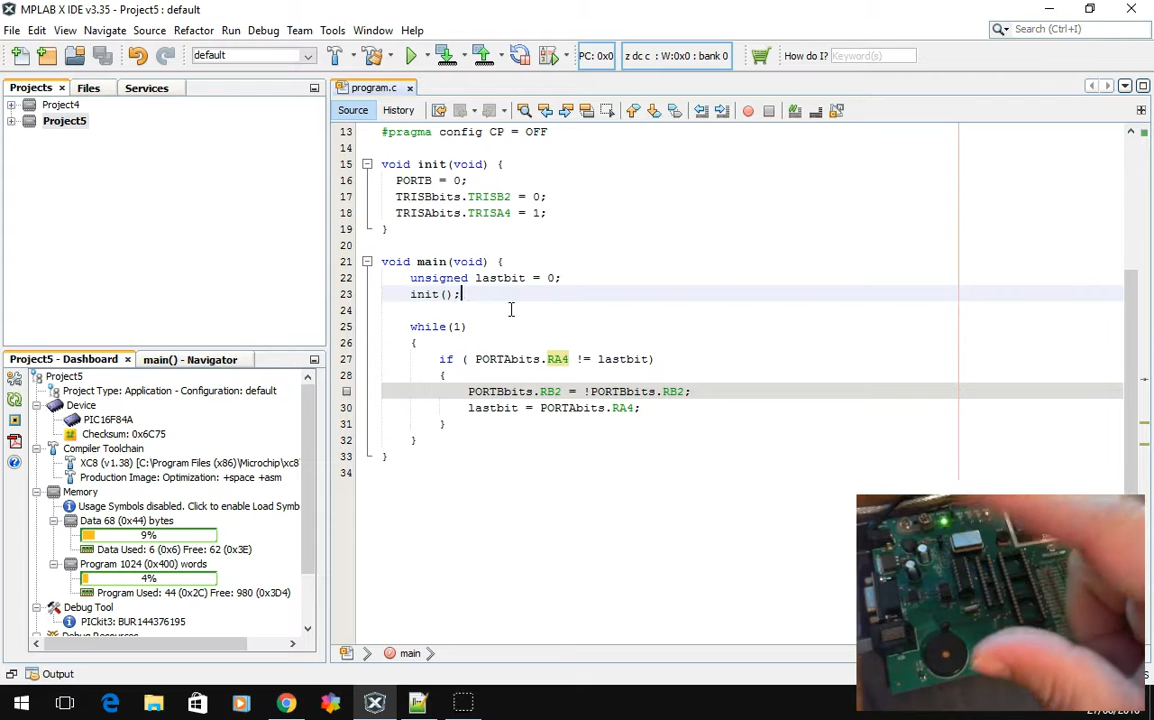 MPLAB X IDE v3.35 - Project5 : default
File Edit View Navigate Source Refactor Run Debug Team Tools Window Help
Search (Ctrl+I)
default
PC: 0x0
z dc c : W:0x0 : bank 0
How do I?
Keyword(s)
Projects
Files
Services
Project4
Project5
program.c
Source
History
13 #pragma config CP = OFF
14
15 void init(void) {
16 PORTB = 0;
17 TRISBbits.TRISB2 = 0;
18 TRISAbits.TRISA4 = 1;
19 }
20
21 void main(void) {
22 unsigned lastbit = 0;
23 init();
24
25 while(1)
26 {
27 if ( PORTAbits.RA4 != lastbit)
28 {
PORTBbits.RB2 = !PORTBbits.RB2;
30 lastbit = PORTAbits.RA4;
31 }
32 }
33 }
34
Project5 - Dashboard
main() - Navigator
Project5
Project Type: Application - Configuration: default
Device
PIC16F84A
Checksum: 0x6C75
Compiler Toolchain
XC8 (v1.38) [C:\Program Files (x86)\Microchip\xc8
Production Image: Optimization: +space +asm
Memory
Usage Symbols disabled. Click to enable Load Symb
Data 68 (0x44) bytes
9%
Data Used: 6 (0x6) Free: 62 (0x3E)
Program 1024 (0x400) words
4%
Program Used: 44 (0x2C) Free: 980 (0x3D4)
Debug Tool
PICkit3: BUR144376195
Debug Resources
main
Output